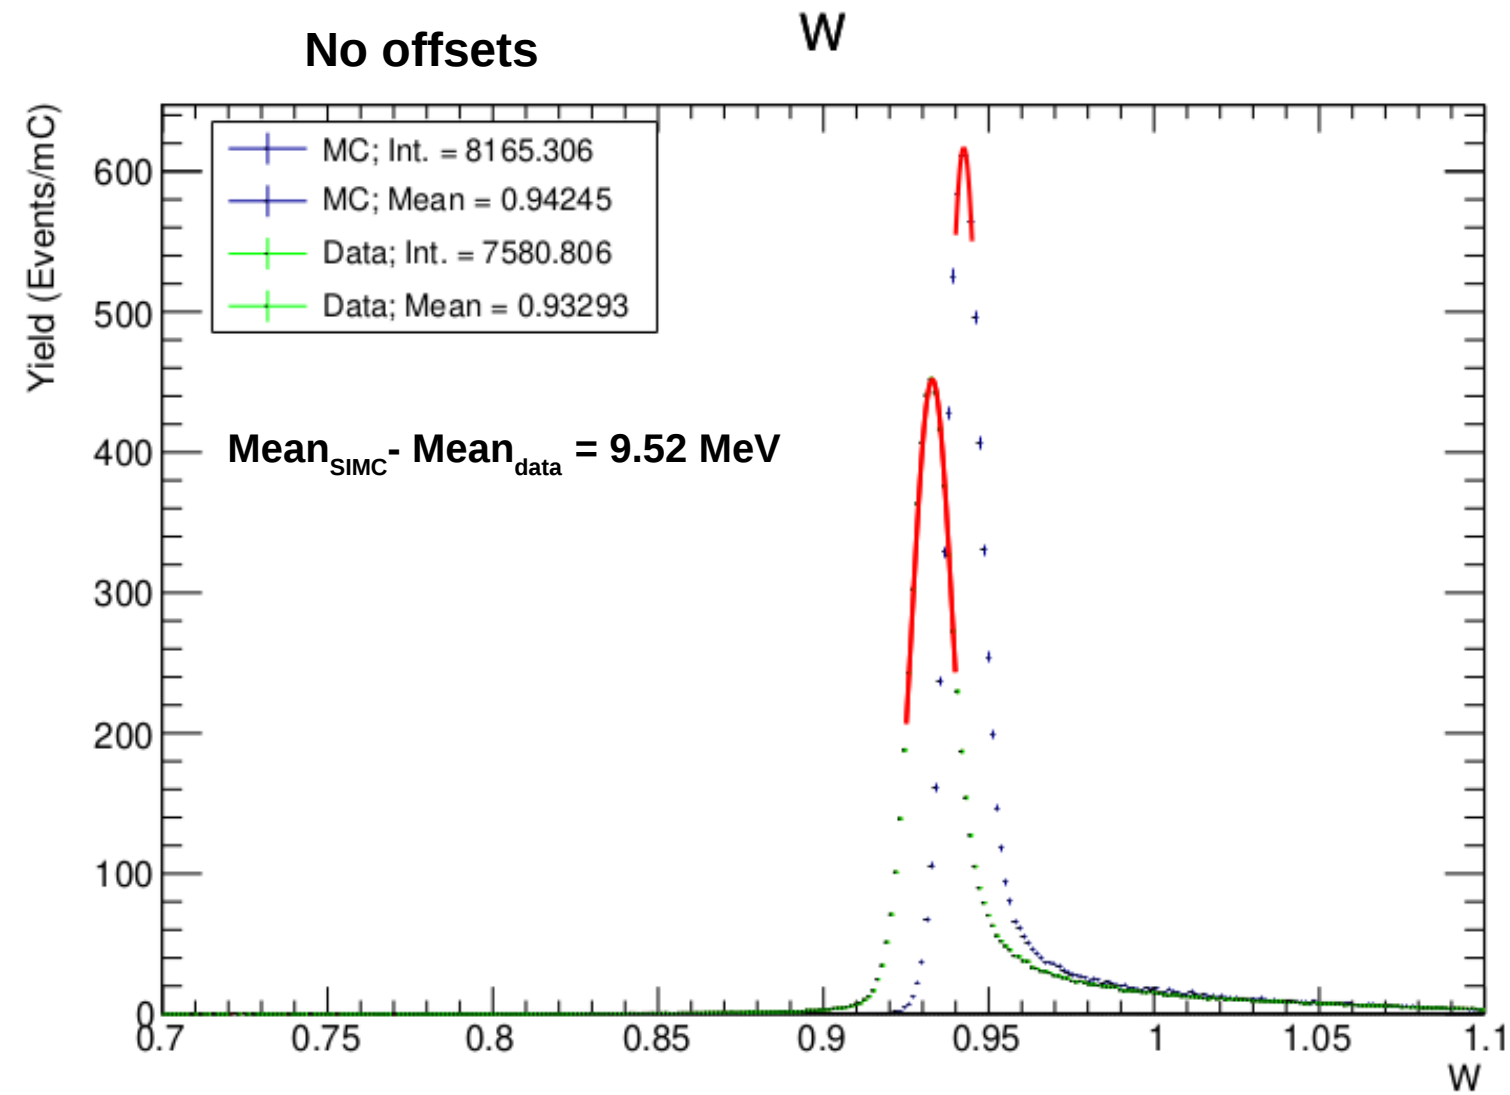 No offsets
W
Yield (Events/mC)
MC; Int. = 8165.306
MC; Mean = 0.94245
Data; Int. = 7580.806
Data; Mean = 0.93293
MeanSIMC- Meandata = 9.52 MeV
600
500
400
300
200
100
0
0.7 0.75 0.8 0.85 0.9 0.95 1 1.05 1.1
W